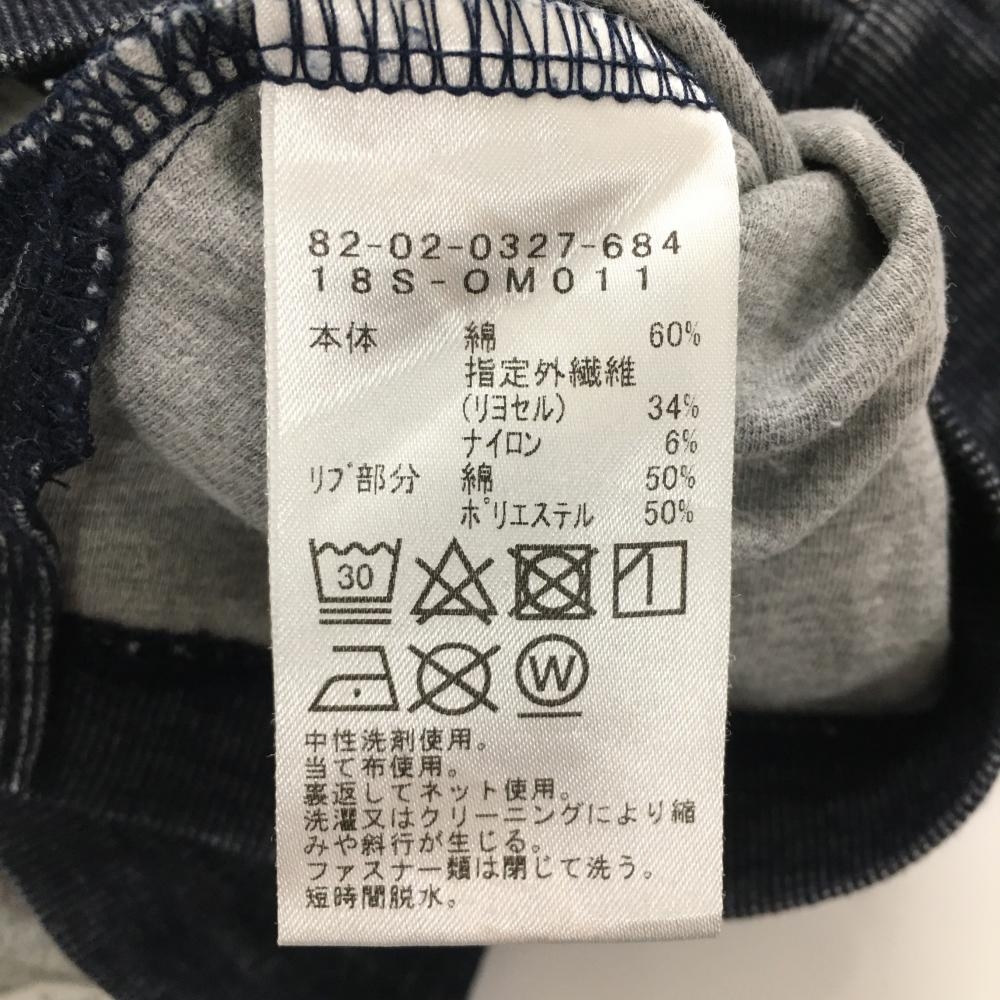 82-02-0327-684
18S-OM011
本体 綿 60%
指定外繊維
(リヨセル) 34%
ナイロン 6%
リブ部分 綿 50%
ポリエステル 50%
30
W
中性洗剤使用。
当て布使用。
裏返してネット使用。
洗濯又はクリーニングにより縮
みや斜行が生じる。
ファスナー類は閉じて洗う。
短時間脱水。